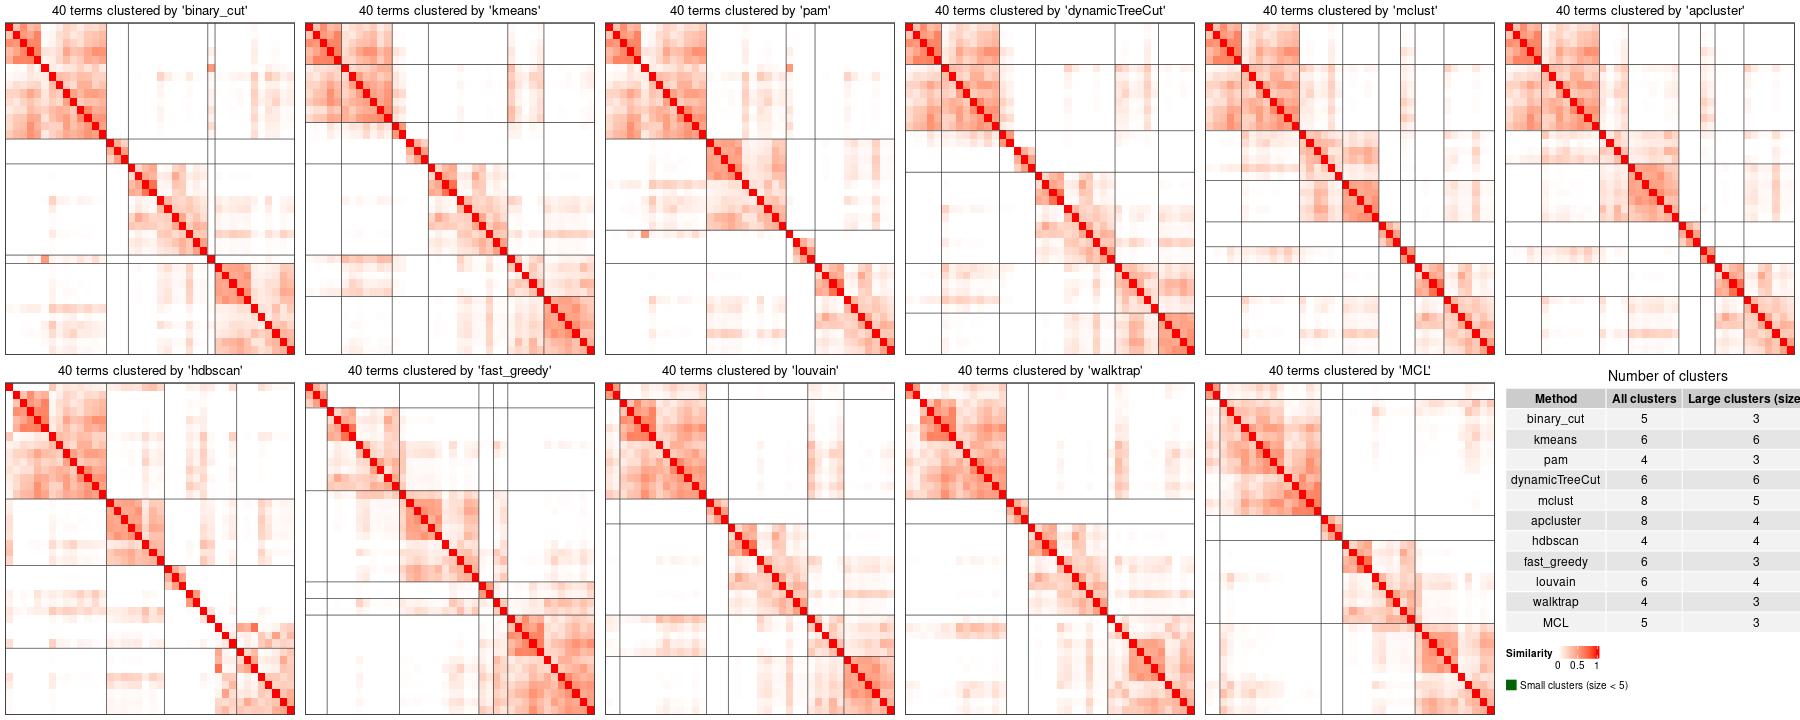 40 terms clustered by 'binary_cut'
40 terms clustered by 'kmeans'
40 terms clustered by 'pam'
40 terms clustered by 'dynamicTreeCut'
40 terms clustered by 'mclust'
40 terms clustered by 'apcluster'
40 terms clustered by 'hdbscan'
40 terms clustered by 'fast_greedy'
40 terms clustered by 'louvain'
40 terms clustered by 'walktrap'
40 terms clustered by 'MCL'
Number of clusters
Method All clusters Large clusters (size
binary_cut 5 3
kmeans 6 6
pam 4 3
dynamicTreeCut 6 6
mclust 8 5
apcluster 8 4
hdbscan 4 4
fast_greedy 6 3
louvain 6 4
walktrap 4 3
MCL 5 3
Similarity
0 0.5 1
Small clusters (size < 5)